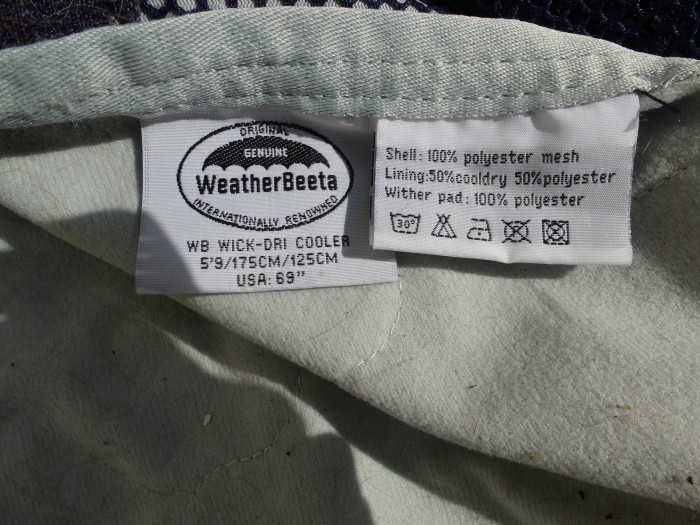 ORIGINAL
GENUINE
WeatherBeeta
INTERNATIONALLY RENOWNED
WB WICK-DRI COOLER
5'9/175CM/125CM
USA: 69"
Shell: 100% polyester mesh
Lining:50%cooldry 50%polyester
Wither pad: 100% polyester
30°